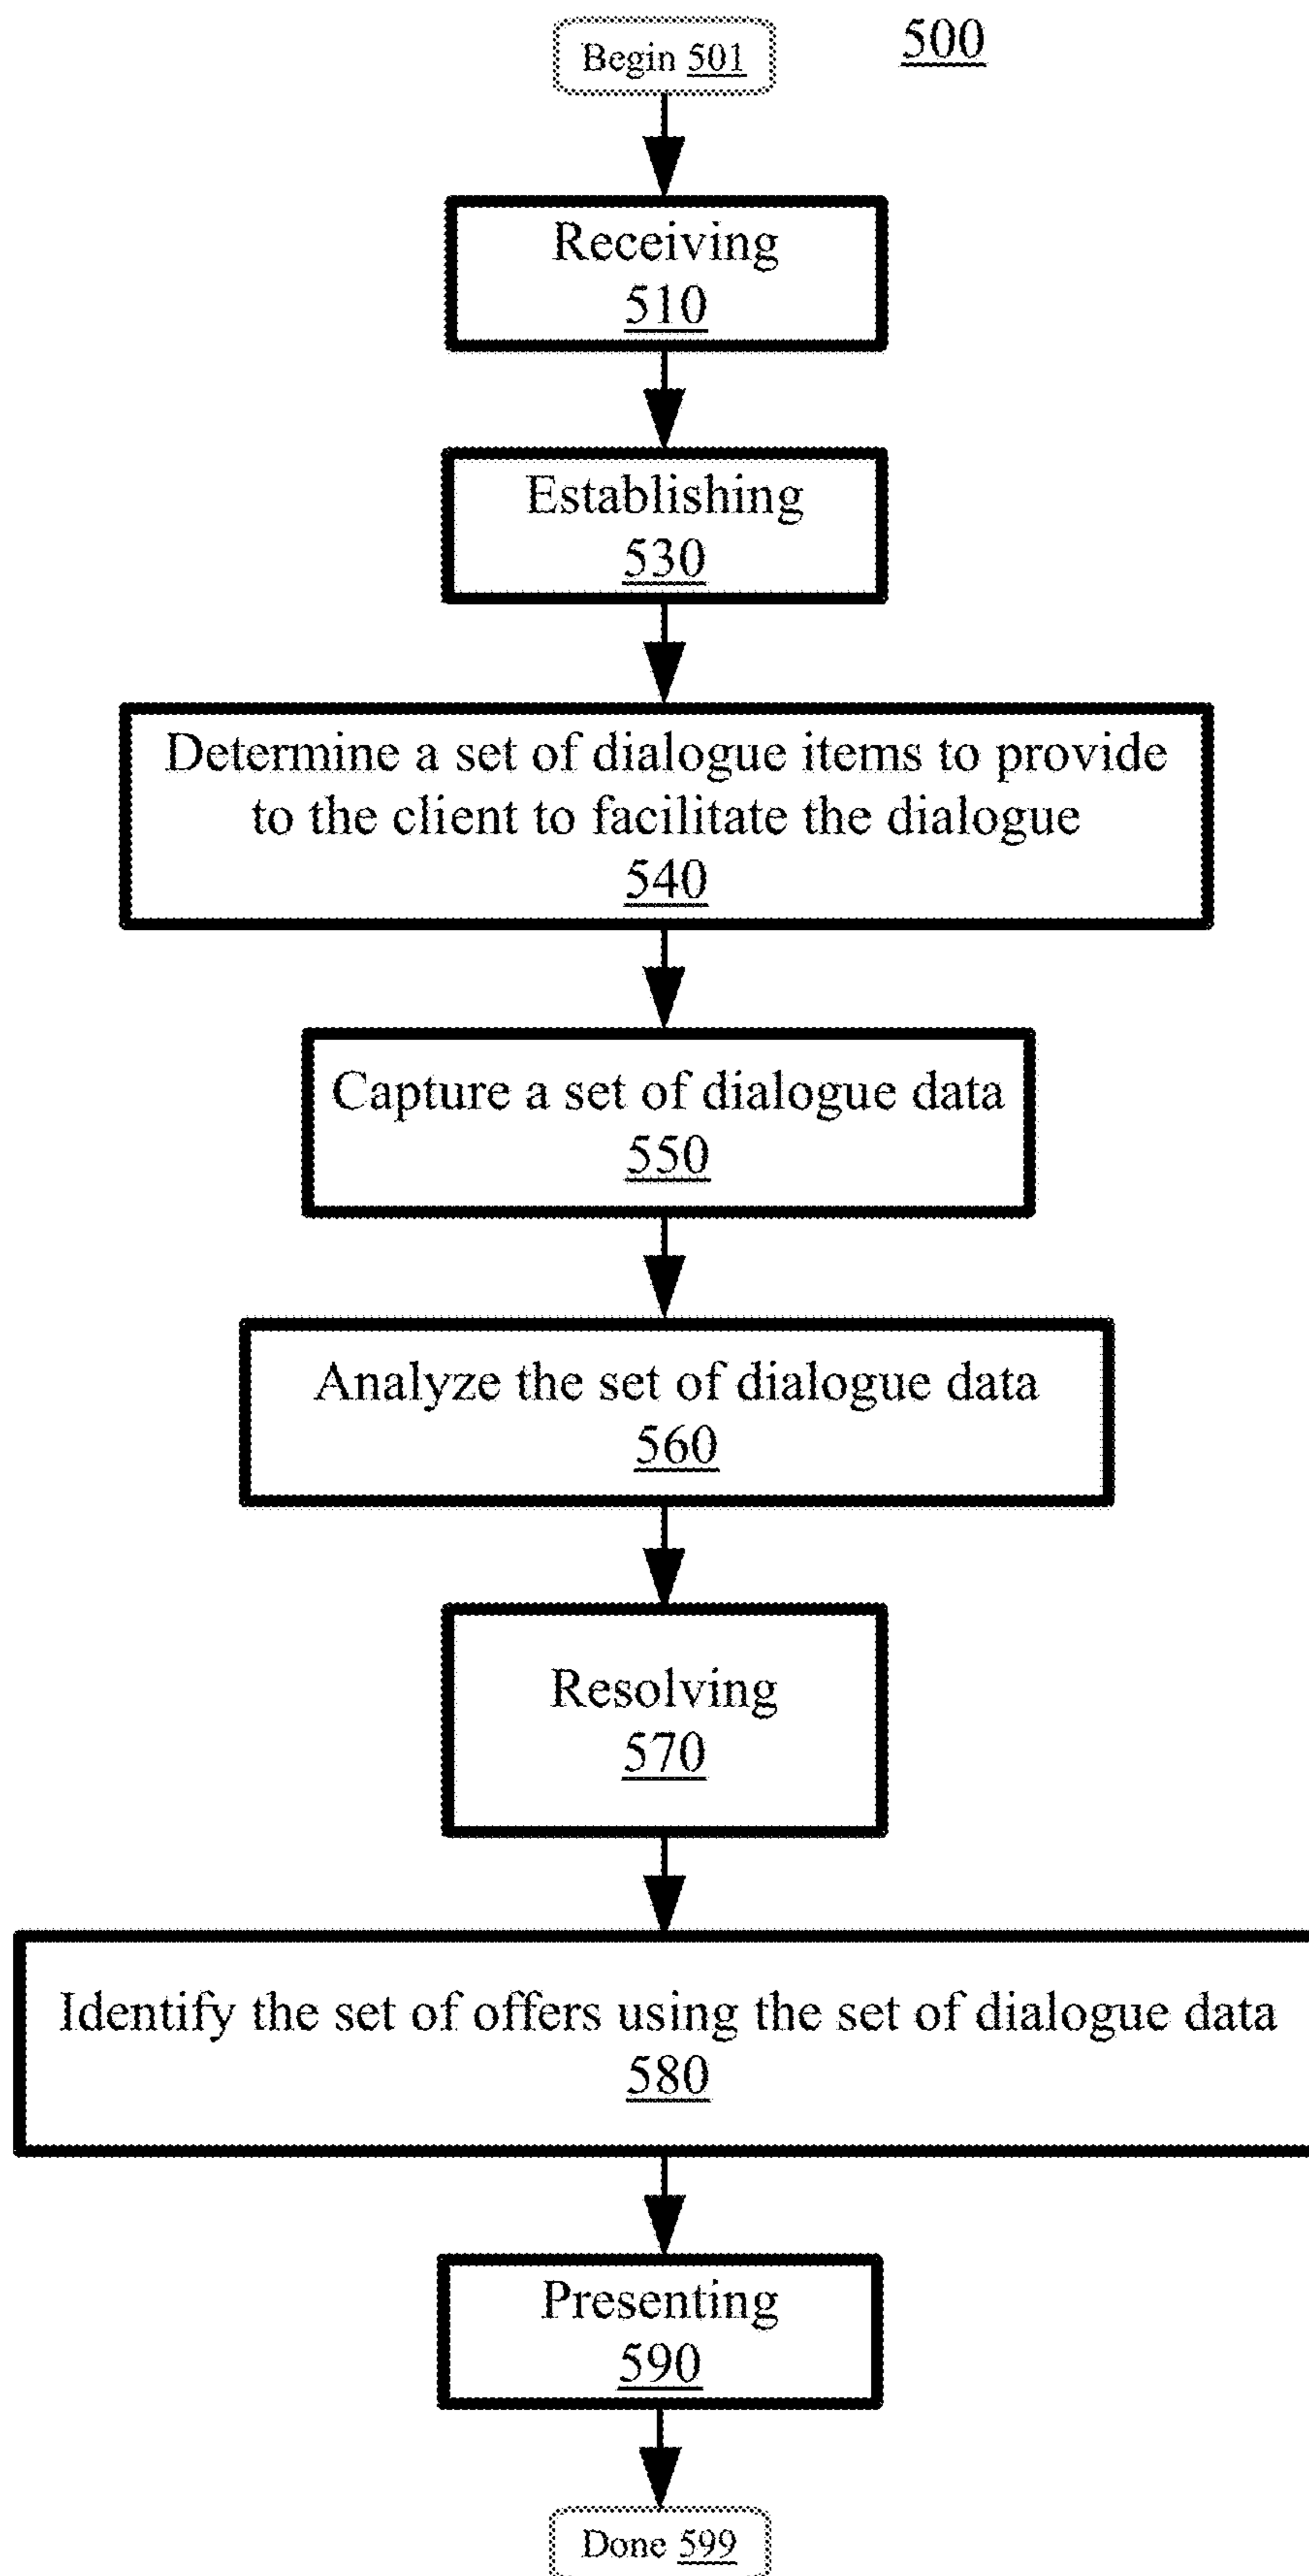 Begin 501
500
Receiving
510
Establishing
530
Determine a set of dialogue items to provide
to the client to facilitate the dialogue
540
Capture a set of dialogue data
550
Analyze the set of dialogue data
560
Resolving
570
Identify the set of offers using the set of dialogue data
580
Presenting
590
Done 599